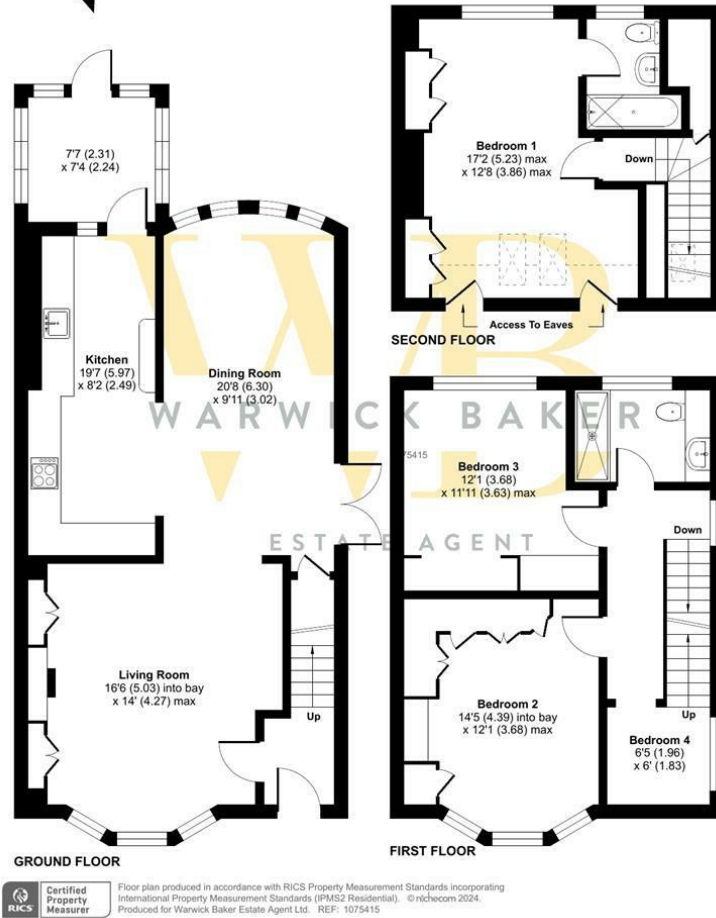 7'7 (2.31)
x 7'4 (2.24)
Kitchen
19'7 (5.97)
x 8'2 (2.49)
Dining Room
20'8 (6.30)
x 9'11 (3.02)
Living Room
16'6 (5.03) into bay
x 14' (4.27) max
Up
GROUND FLOOR
Bedroom 1
17'2 (5.23) max
x 12'8 (3.86) max
Down
Access To Eaves
SECOND FLOOR
WB
WARWICK BAKER
ESTATE AGENT
75415
Bedroom 3
12'1 (3.68)
x 11'11 (3.63) max
Down
Bedroom 2
14'5 (4.39) into bay
x 12'1 (3.68) max
Up
Bedroom 4
6'5 (1.96)
x 6' (1.83)
FIRST FLOOR
RICS
Certified
Property
Measurer
Floor plan produced in accordance with RICS Property Measurement Standards incorporating
International Property Measurement Standards (IPMS2 Residential). ©nichecom 2024.
Produced for Warwick Baker Estate Agent Ltd. REF: 1075415